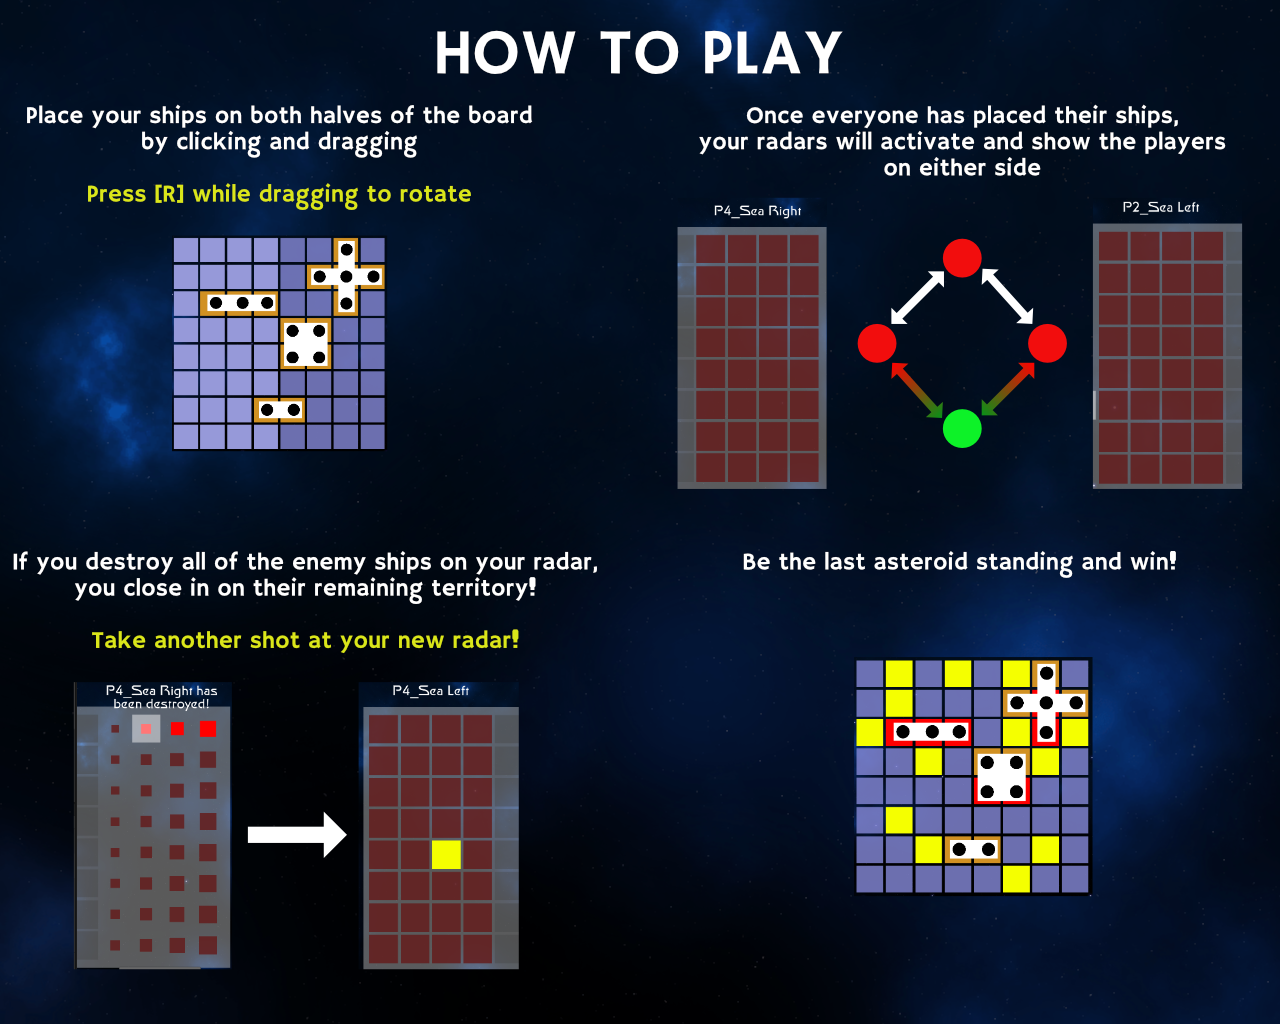 HOW TO PLAY
Place your ships on both halves of the board
by clicking and dragging
Press [R] while dragging to rotate
Once everyone has placed their ships,
your radars will activate and show the players
on either side
P4_Sea Right
P2_Sea Left
If you destroy all of the enemy ships on your radar,
you close in on their remaining territory!
Take another shot at your new radar!
P4_Sea Right has
been destroyed!
P4_Sea Left
Be the last asteroid standing and win!